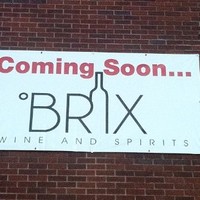 Coming Soon...
°BRIX
WINE AND SPIRITS